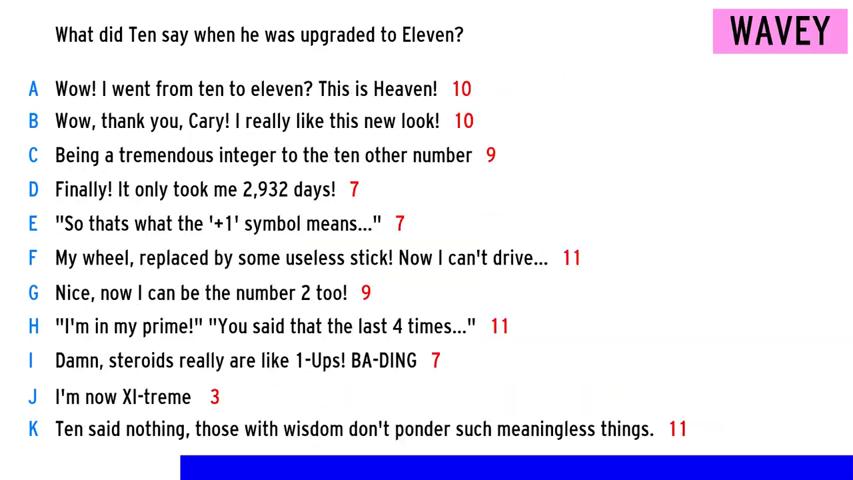 What did Ten say when he was upgraded to Eleven?
WAVEY
A Wow! I went from ten to eleven? This is Heaven! 10
B Wow, thank you, Cary! I really like this new look! 10
C Being a tremendous integer to the ten other number 9
D Finally! It only took me 2,932 days! 7
E "So thats what the '+1' symbol means..." 7
F My wheel, replaced by some useless stick! Now I can't drive... 11
G Nice, now I can be the number 2 too! 9
H "I'm in my prime!" "You said that the last 4 times..." 11
I Damn, steroids really are like 1-Ups! BA-DING 7
J I'm now XI-treme 3
K Ten said nothing, those with wisdom don't ponder such meaningless things. 11